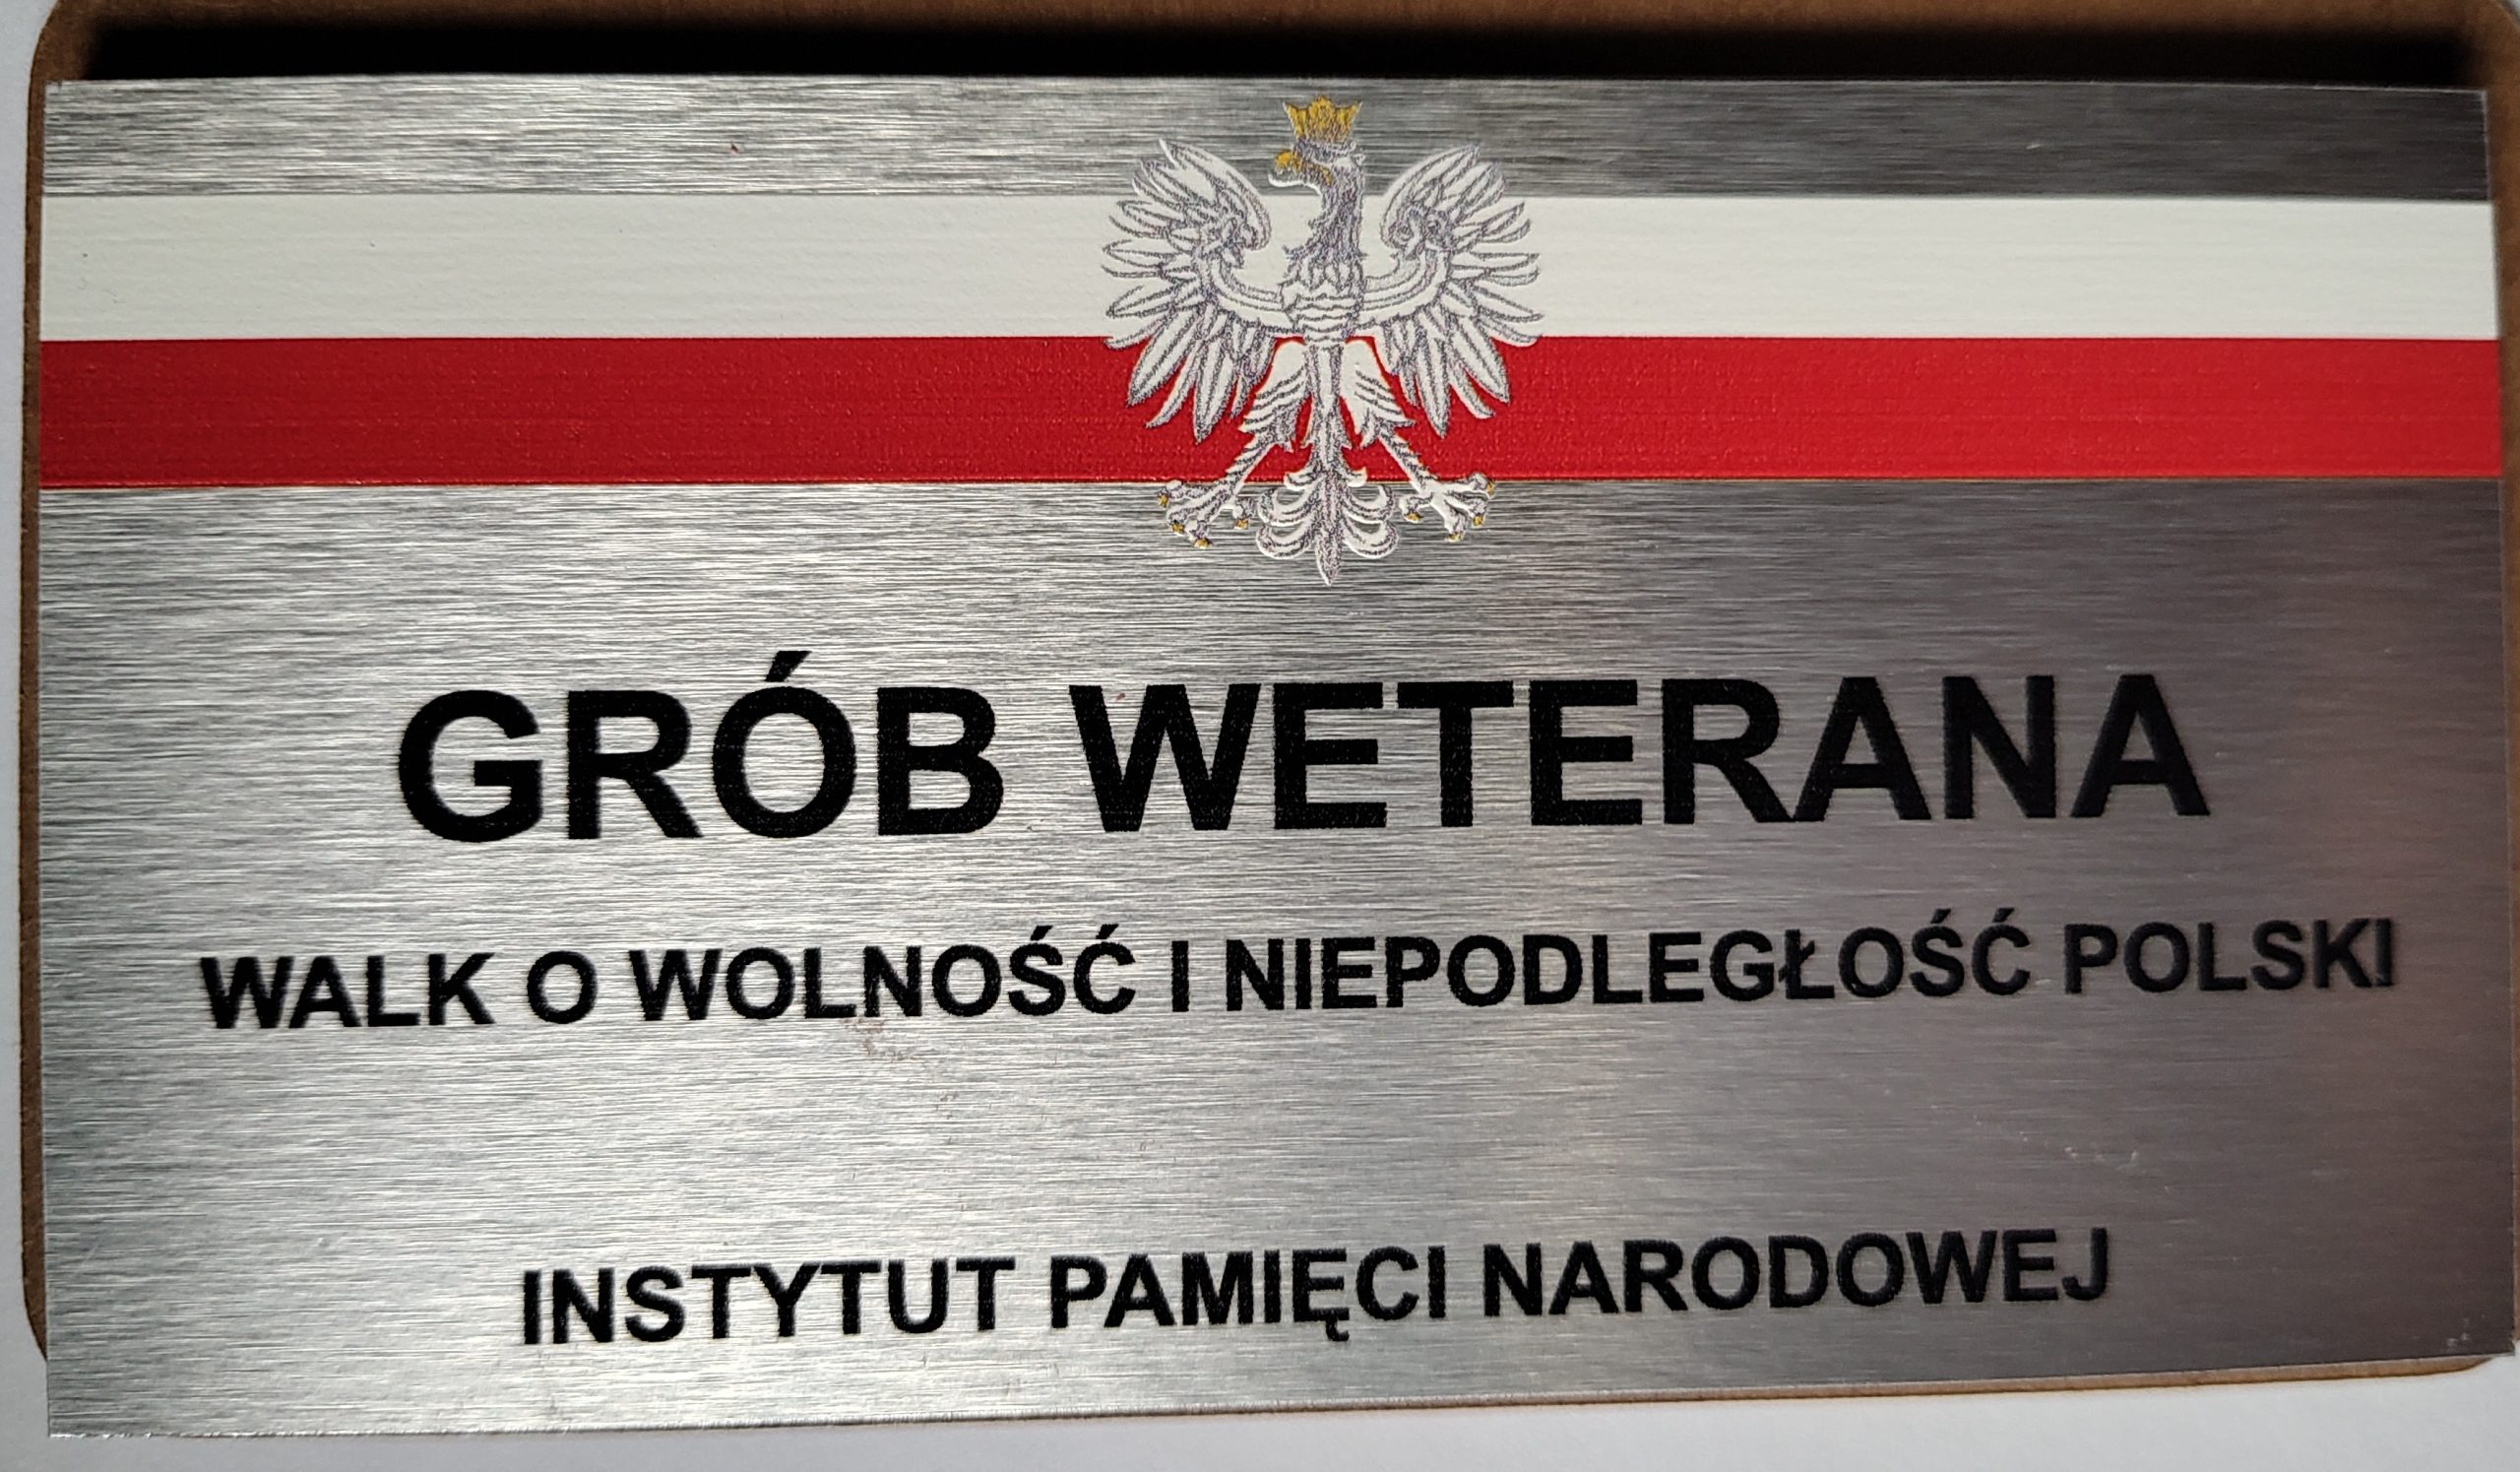 GRÓB WETERANA
WALK O WOLNOŚĆ I NIEPODLEGŁOŚĆ POLSKI
INSTYTUT PAMIĘCI NARODOWEJ